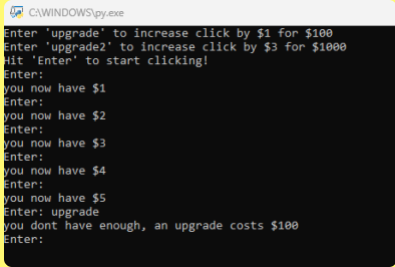 C:\WINDOWS\py.exe
Enter 'upgrade' to increase click by $1 for $100
Enter 'upgrade2' to increase click by $3 for $1000
Hit 'Enter' to start clicking!
Enter:
you now have $1
Enter:
you now have $2
Enter:
you now have $3
Enter:
you now have $4
Enter:
you now have $5
Enter: upgrade
you dont have enough, an upgrade costs $100
Enter: